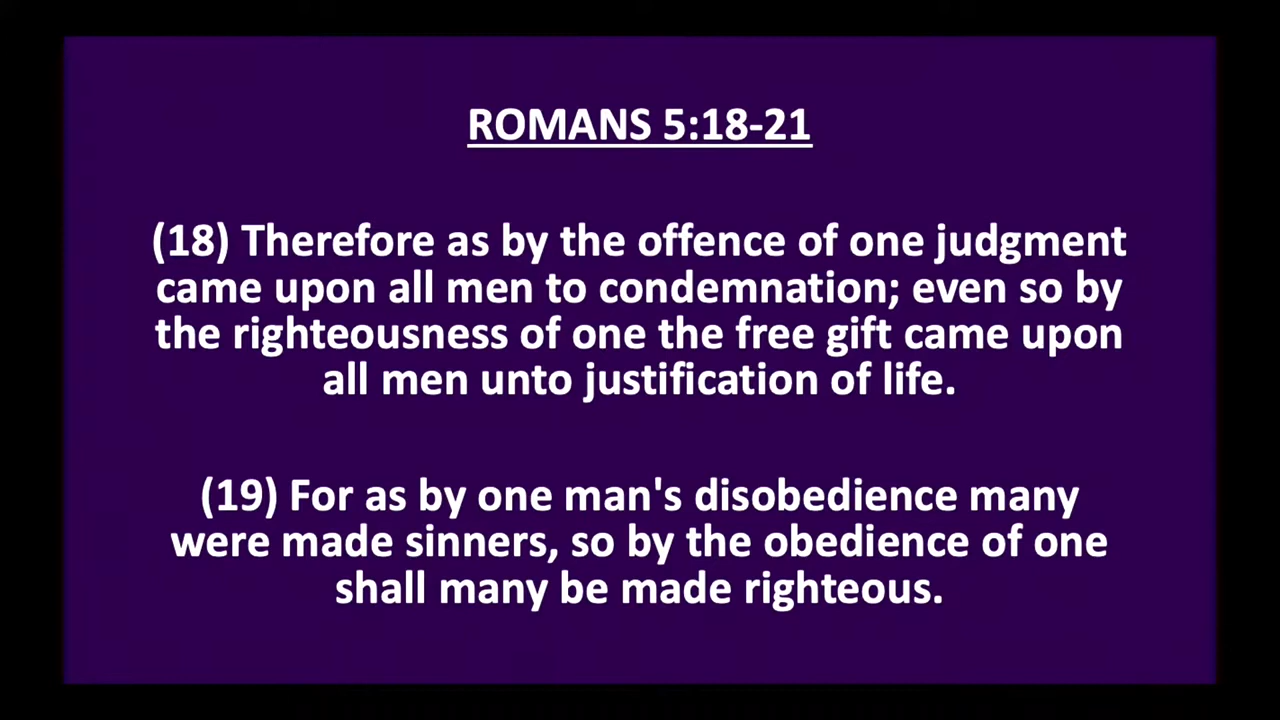 ROMANS 5:18-21
(18) Therefore as by the offence of one judgment
came upon all men to condemnation; even so by
the righteousness of one the free gift came upon
all men unto justification of life.
(19) For as by one man's disobedience many
were made sinners, so by the obedience of one
shall many be made righteous.